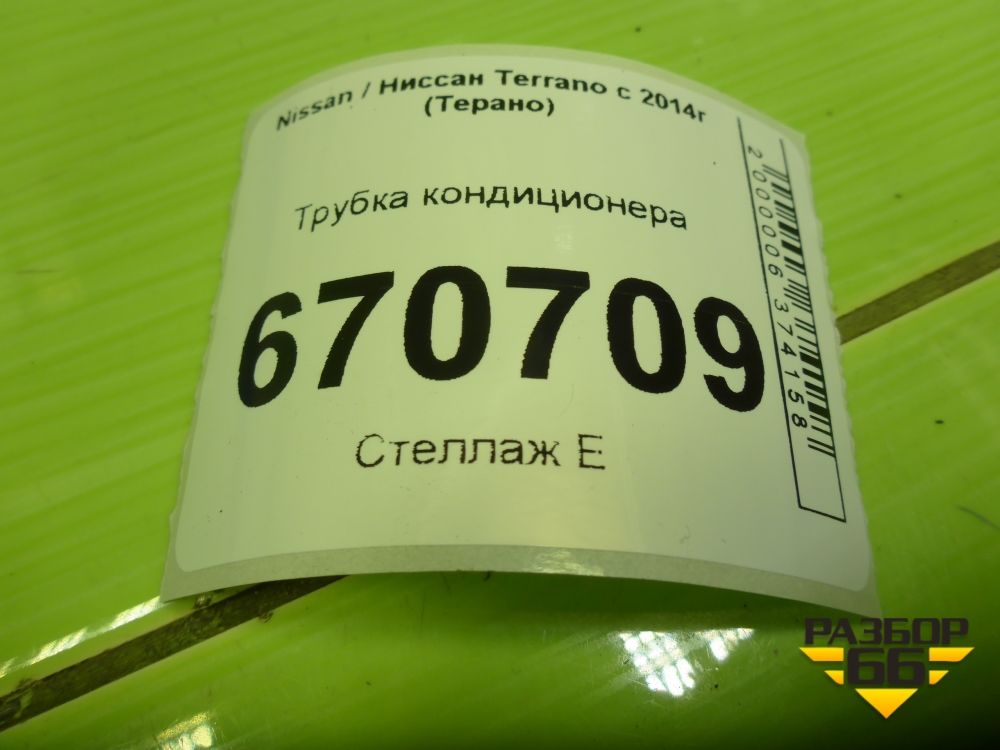 Nissan / Ниссан Terrano с 2014г
(Терано)
Трубка кондиционера
670709
Стеллаж Е
2000006374158
РАЗБОР
66